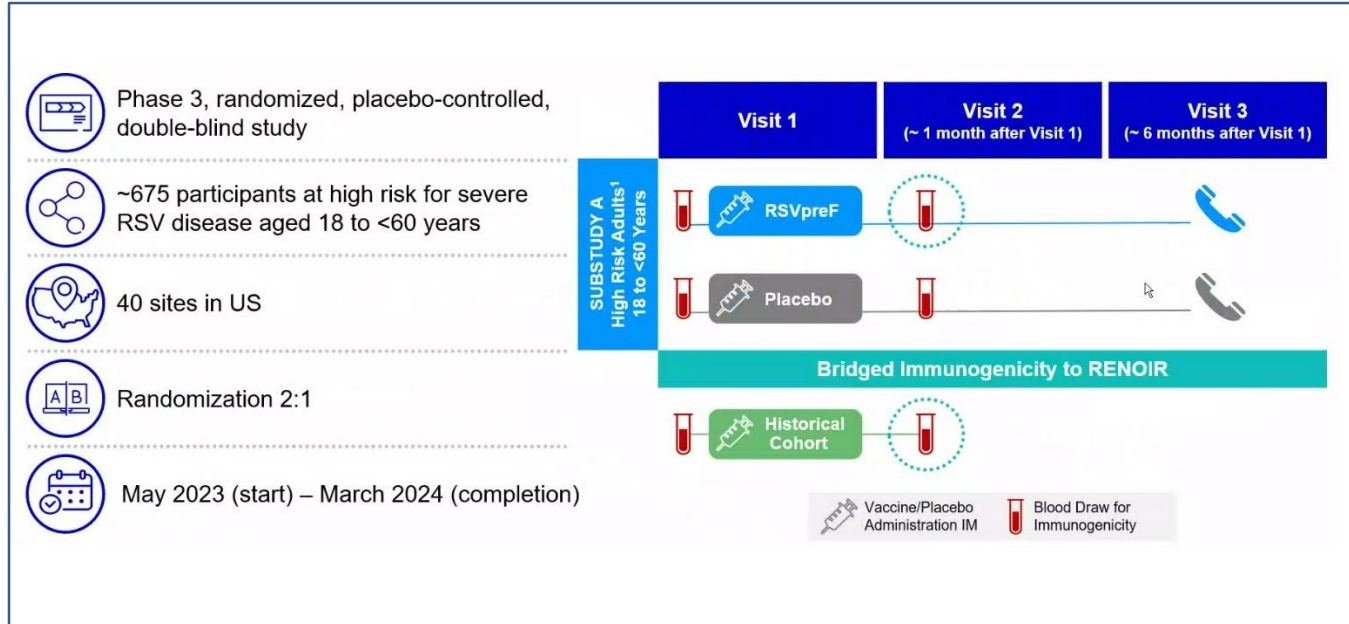 Phase 3, randomized, placebo-controlled,
double-blind study
~675 participants at high risk for severe
RSV disease aged 18 to <60 years
40 sites in US
A B
Randomization 2:1
May 2023 (start) – March 2024 (completion)
Visit 1
Visit 2
(~ 1 month after Visit 1)
Visit 3
(~ 6 months after Visit 1)
SUBSTUDY A
High Risk Adults¹
18 to <60 Years
RSVpreF
Placebo
Bridged Immunogenicity to RENOIR
Historical
Cohort
Vaccine/Placebo
Administration IM
Blood Draw for
Immunogenicity